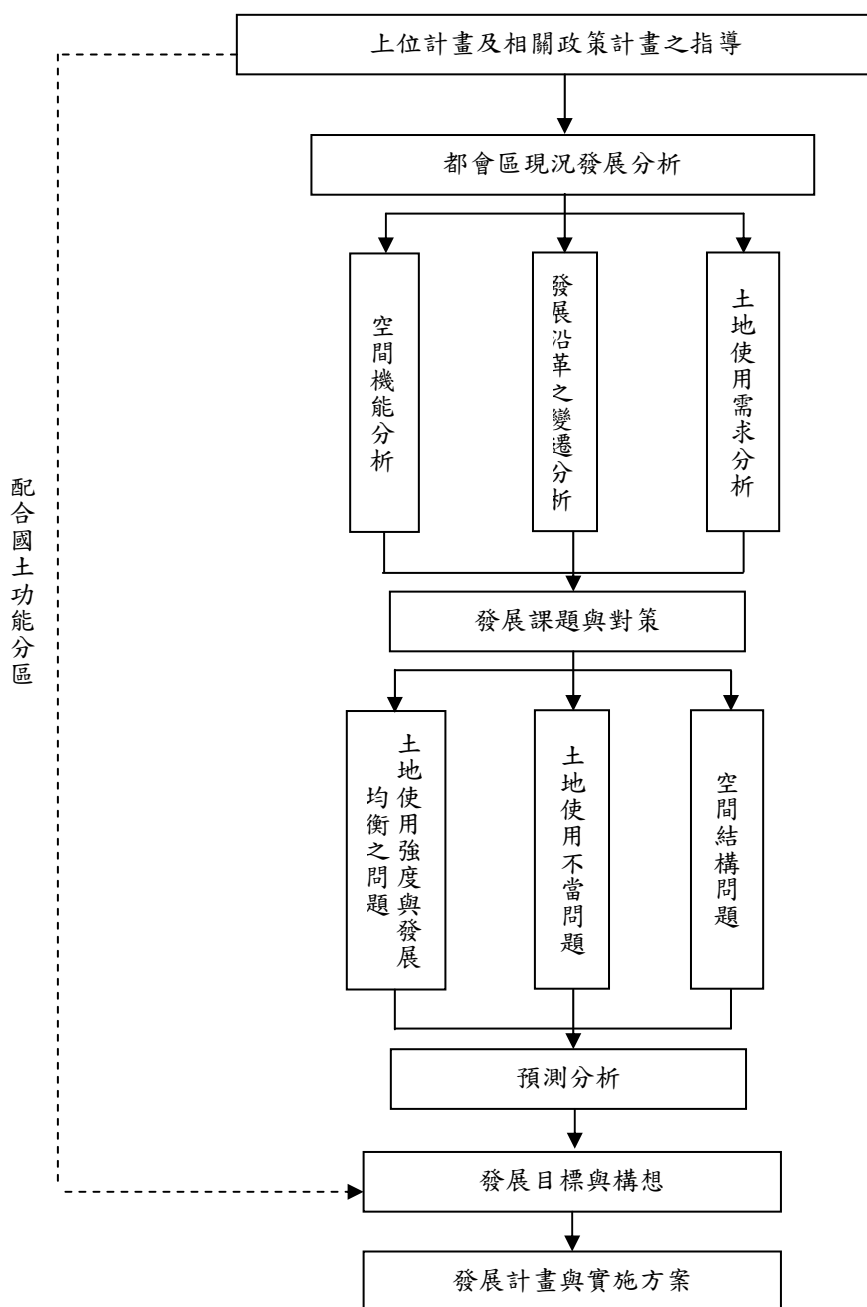 上位計畫及相關政策計畫之指導
都會區現況發展分析
空間機能分析
發展沿革之變遷分析
土地使用需求分析
配合國土功能分區
發展課題與對策
土地使用強度與發展
均衡之問題
土地使用不當問題
空間結構問題
預測分析
發展目標與構想
發展計畫與實施方案